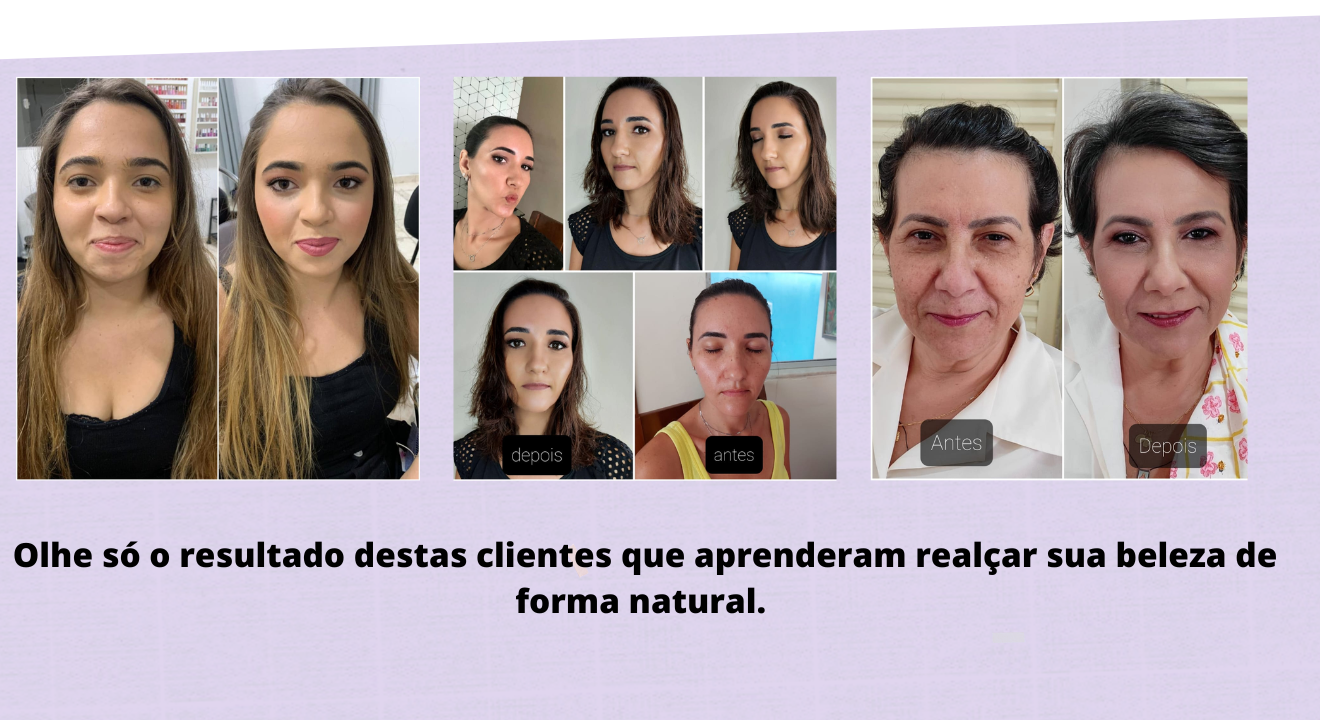 depois
antes
Antes
Depois
Olhe só o resultado destas clientes que aprenderam realçar sua beleza de
forma natural.